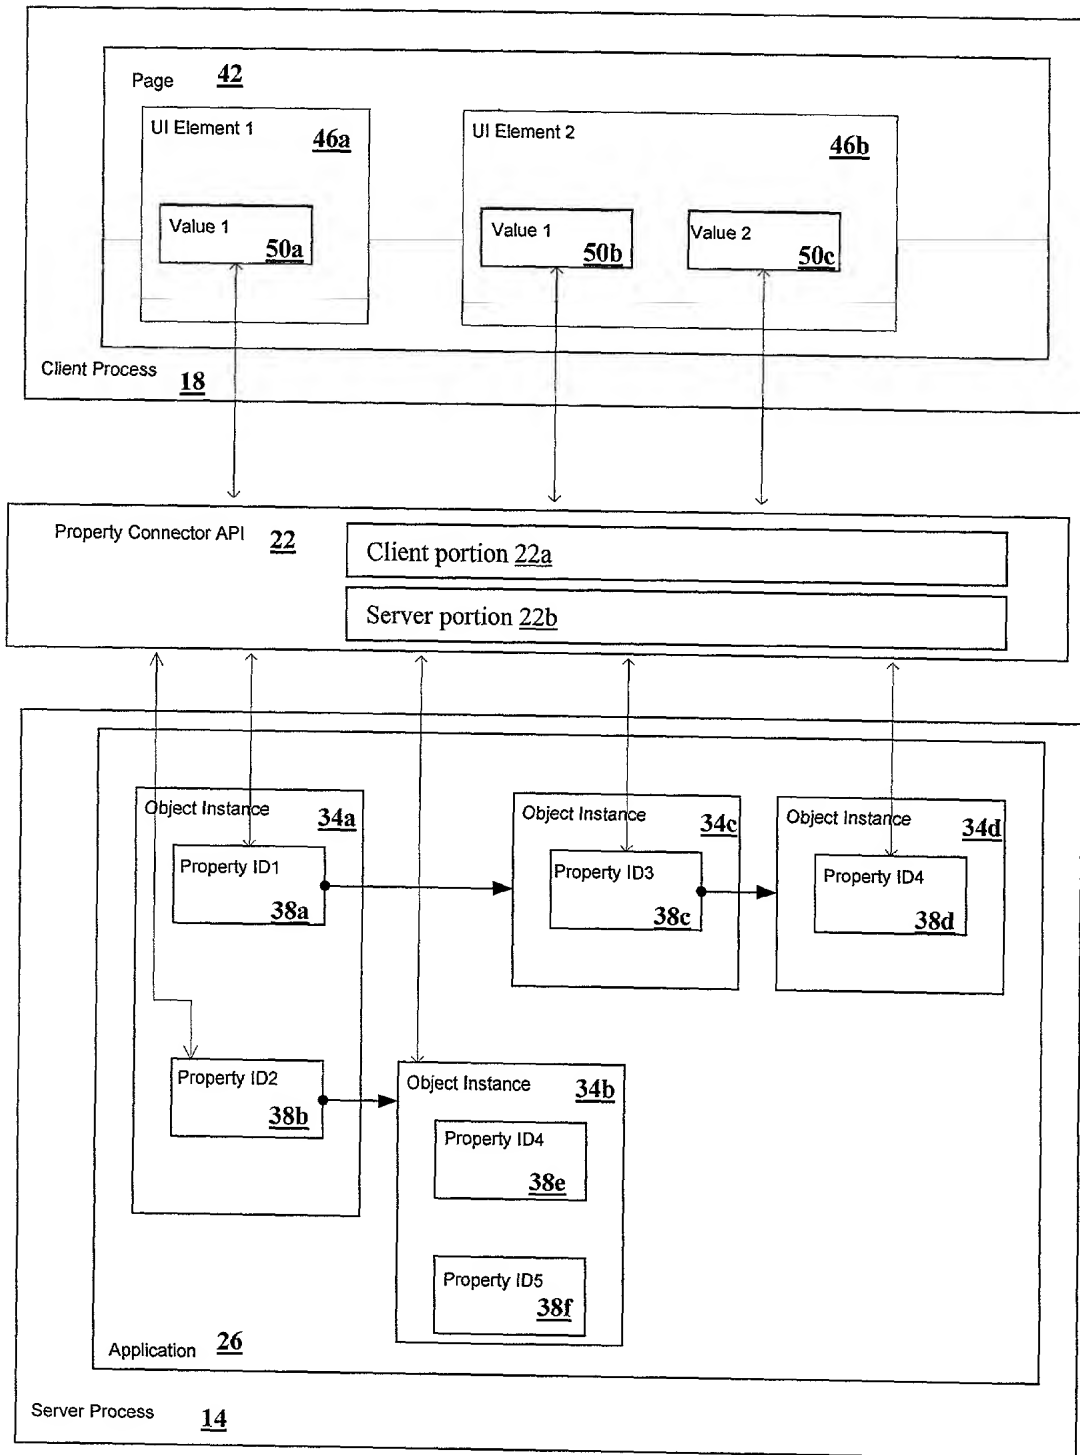 Page 42
UI Element 1
46a
Value 1
50a
UI Element 2
46b
Value 1
50b
Value 2
50c
Client Process 18
Property Connector API 22
Client portion 22a
Server portion 22b
Object Instance
34a
Property ID1
38a
Object Instance
34c
Property ID3
38c
Object Instance
34d
Property ID4
38d
Property ID2
38b
Object Instance
34b
Property ID4
38e
Property ID5
38f
Application 26
Server Process 14